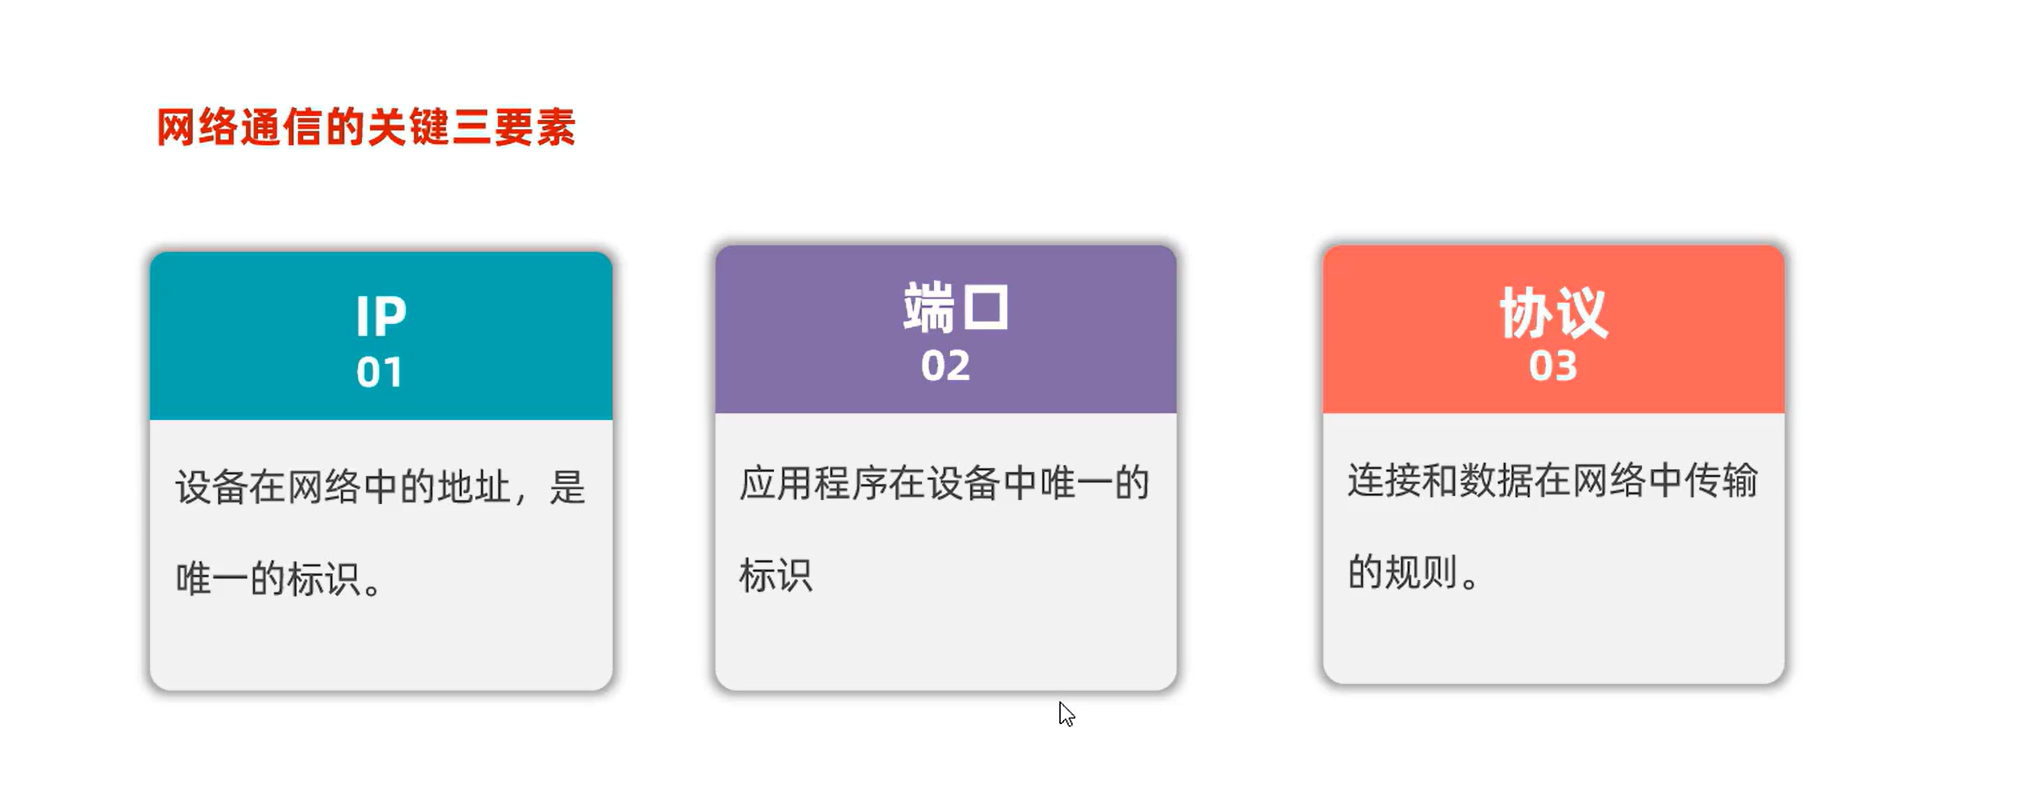 网络通信的关键三要素
IP
01
设备在网络中的地址，是
唯一的标识。
端口
02
应用程序在设备中唯一的
标识
协议
03
连接和数据在网络中传输
的规则。